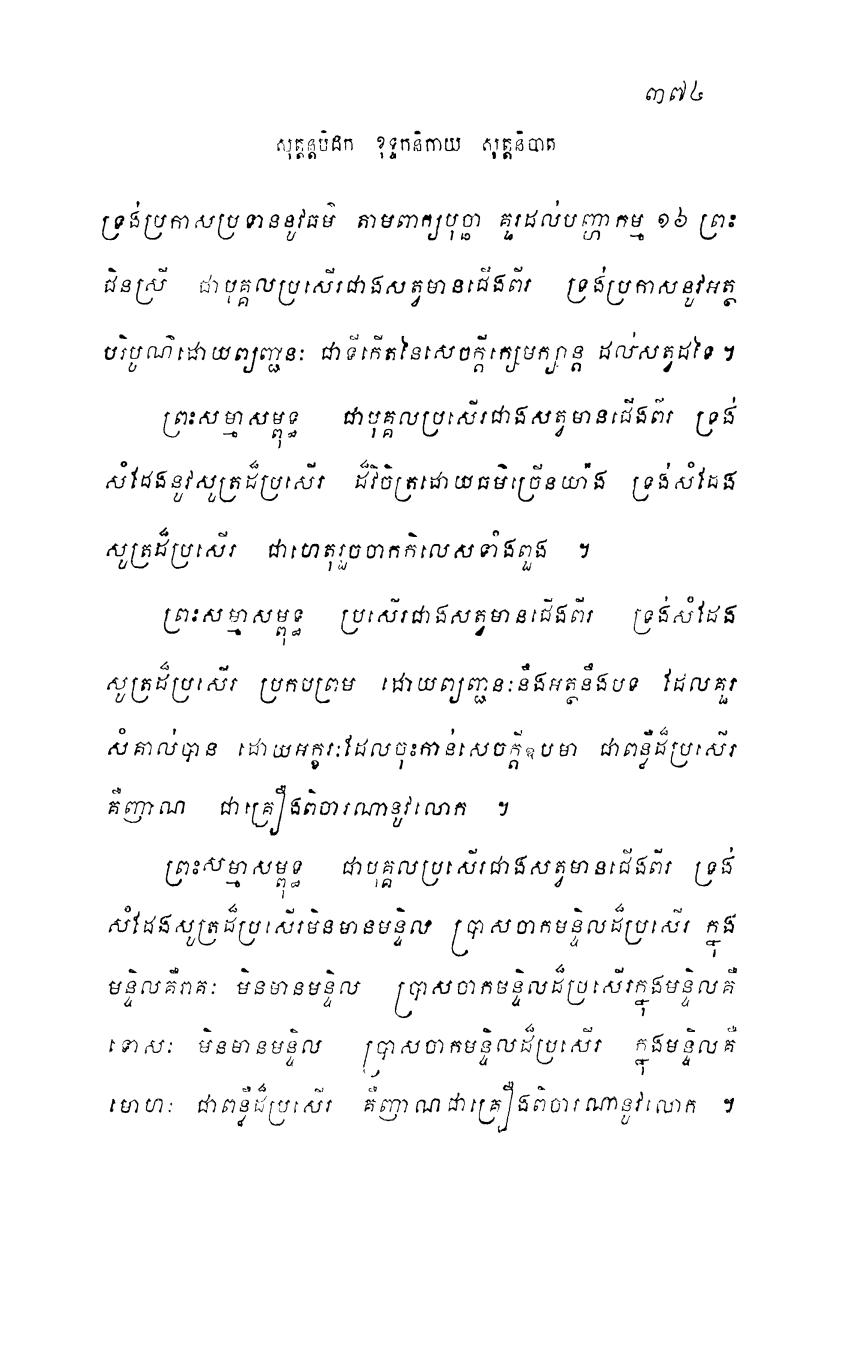 ៣៧៤
សុត្តន្តបិដក ខុទ្ទកនិកាយ សុត្តនិបាត
ទ្រង់ប្រកាសប្រទាននូវធម៌ តាមពាក្យបុច្ឆា គួរដល់បញ្ហាកម្ម ១៦ ព្រះ
ជិនស្រី ជាបុគ្គលប្រសើរជាងសត្វមានជើងពីរ ទ្រង់ប្រកាសនូវអត្ថ
បរិបូណ៌ដោយព្យញ្ជនៈ ជាទីកើតនៃសេចក្តីក្សេមក្សាន្ត ដល់សត្វដទៃ ។
ព្រះសម្មាសម្ពុទ្ធ ជាបុគ្គលប្រសើរជាងសត្វមានជើងពីរ ទ្រង់
សំដែងនូវសូត្រដ៏ប្រសើរ ដ៏វិចិត្រដោយធម៌ច្រើនយ៉ាង ទ្រង់សំដែង
សូត្រដ៏ប្រសើរ ជាហេតុរួចចាកកិលេសទាំងពួង ។
ព្រះសម្មាសម្ពុទ្ធ ប្រសើរជាងសត្វមានជើងពីរ ទ្រង់សំដែង
សូត្រដ៏ប្រសើរ ប្រកបព្រម ដោយព្យញ្ជនៈនឹងអត្ថនឹងបទ ដែលគួរ
សំគាល់បាន ដោយអក្ខរៈដែលចុះកាន់សេចក្តីឧបមា ជាពន្លឺដ៏ប្រសើរ
គឺញាណ ជាគ្រឿងពិចារណានូវលោក ។
ព្រះសម្មាសម្ពុទ្ធ ជាបុគ្គលប្រសើរជាងសត្វមានជើងពីរ ទ្រង់
សំដែងសូត្រដ៏ប្រសើរមិនមានមន្ទិល ប្រាសចាកមន្ទិលដ៏ប្រសើរ ក្នុង
មន្ទិលគឺរាគៈ មិនមានមន្ទិល ប្រាសចាកមន្ទិលដ៏ប្រសើរក្នុងមន្ទិលគឺ
ទោសៈ មិនមានមន្ទិល ប្រាសចាកមន្ទិលដ៏ប្រសើរ ក្នុងមន្ទិលគឺ
មោហៈ ជាពន្លឺដ៏ប្រសើរ គឺញាណជាគ្រឿងពិចារណានូវលោក ។